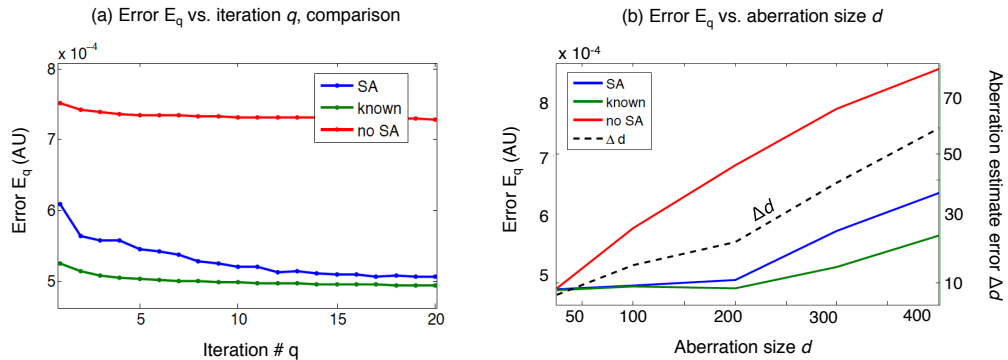 (a) Error E_q vs. iteration q, comparison
x 10⁻⁴
8
7
6
5
5
10
15
20
Error E_q (AU)
Iteration # q
SA
known
no SA
(b) Error E_q vs. aberration size d
x 10⁻⁴
8
7
6
5
50
100
200
300
400
70
50
30
10
Error E_q (AU)
Aberration size d
Aberration estimate error Δd
SA
known
no SA
Δ d
Δd